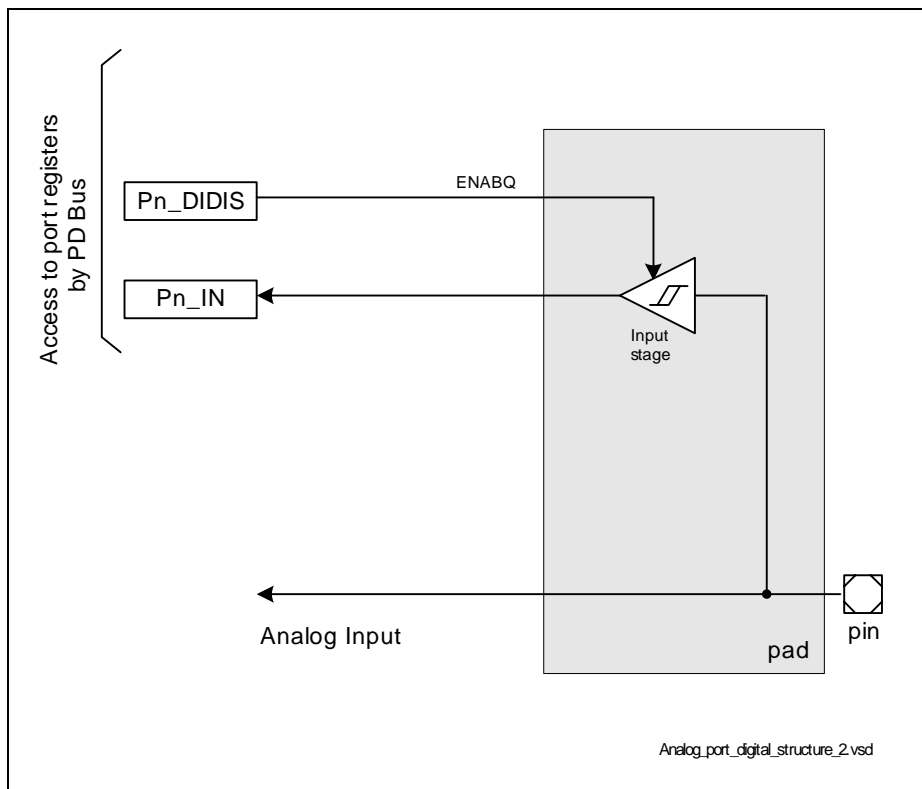 Access to port registers
by PD Bus
Pn_DIDIS
ENABQ
Pn_IN
Input
stage
Analog Input
pad
pin
Analog_port_digital_structure_2.vsd